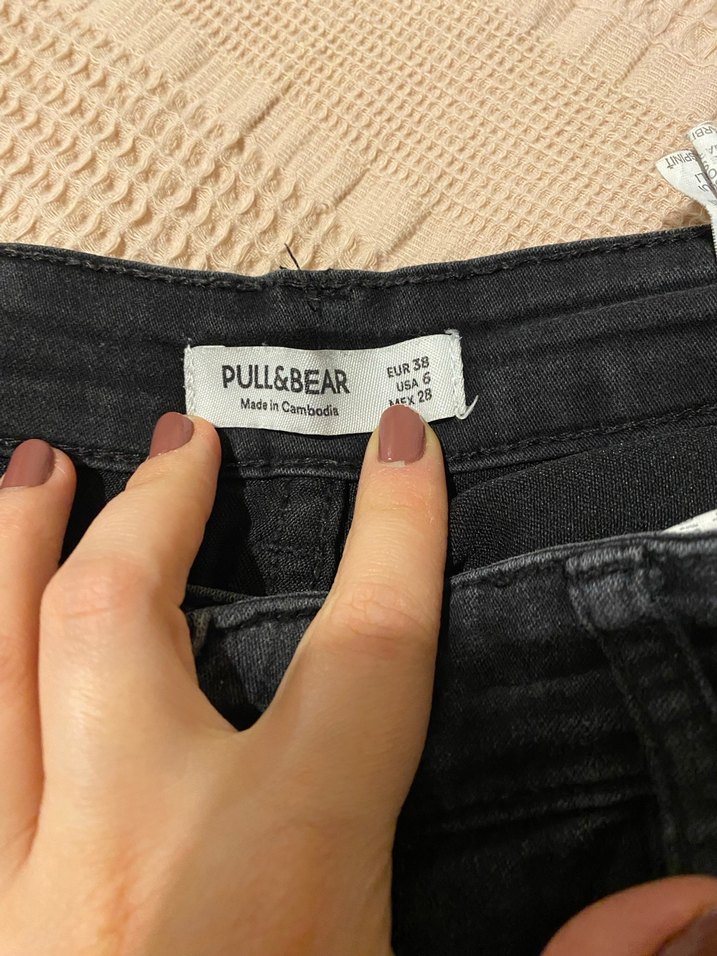 PULL&BEAR
Made in Cambodia
EUR 38
USA 6
MEX 28